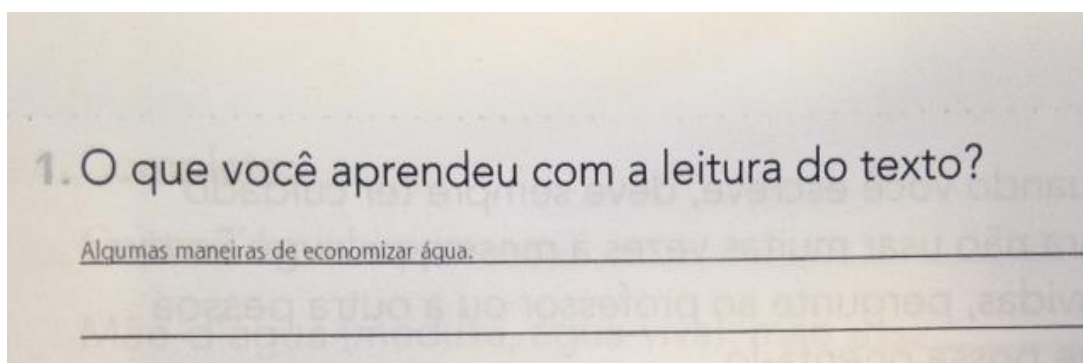 1. O que você aprendeu com a leitura do texto?
Algumas maneiras de economizar água.